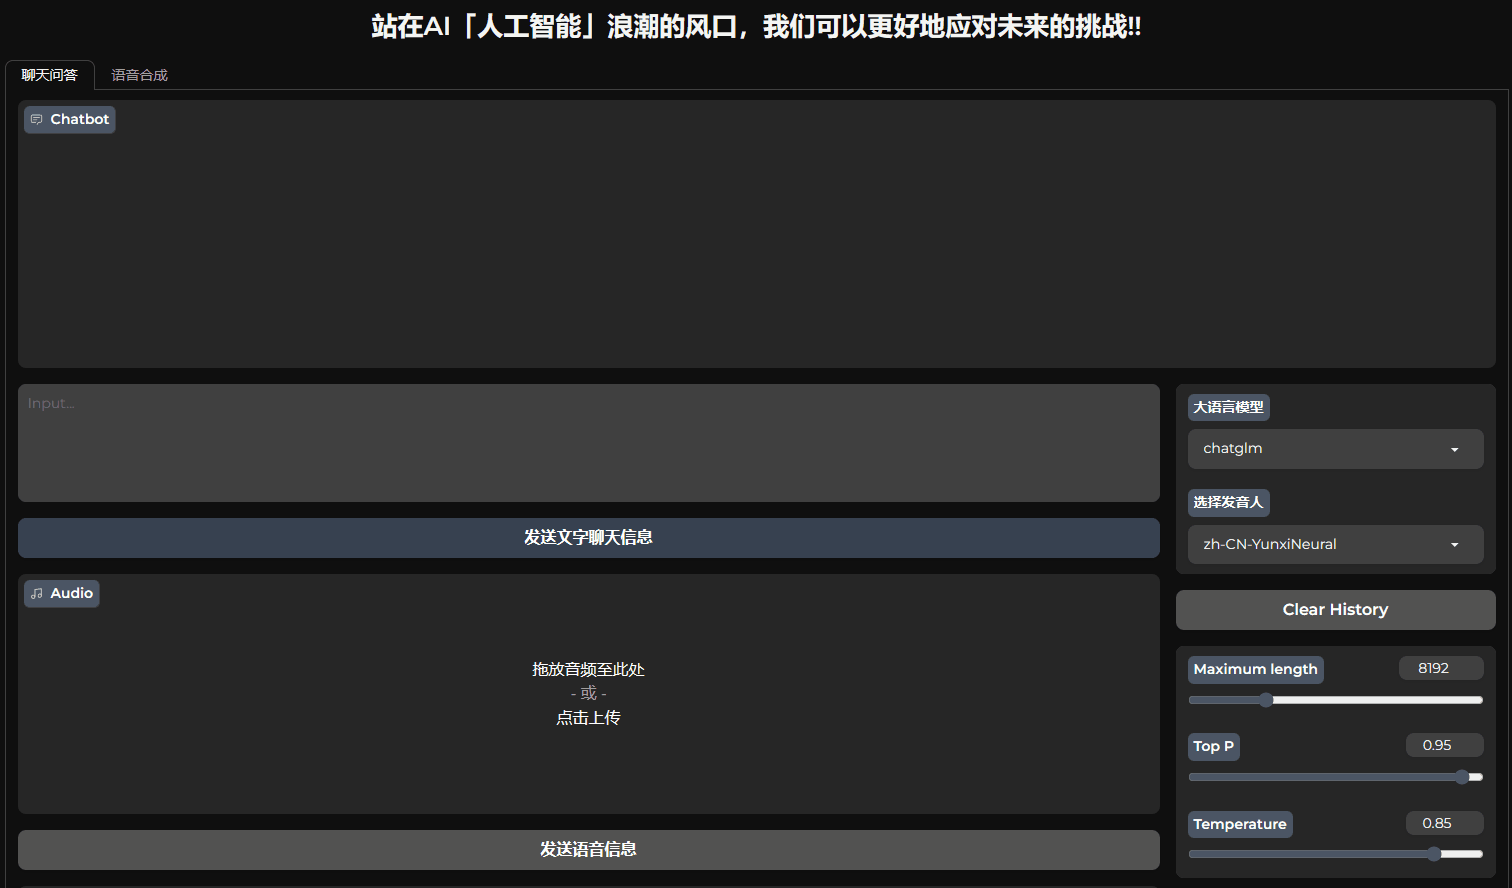 站在AI「人工智能」浪潮的风口，我们可以更好地应对未来的挑战!!
聊天问答
语音合成
Chatbot
Input...
发送文字聊天信息
Audio
拖放音频至此处
- 或 -
点击上传
发送语音信息
大语言模型
chatglm
选择发音人
zh-CN-YunxiNeural
Clear History
Maximum length
8192
Top P
0.95
Temperature
0.85